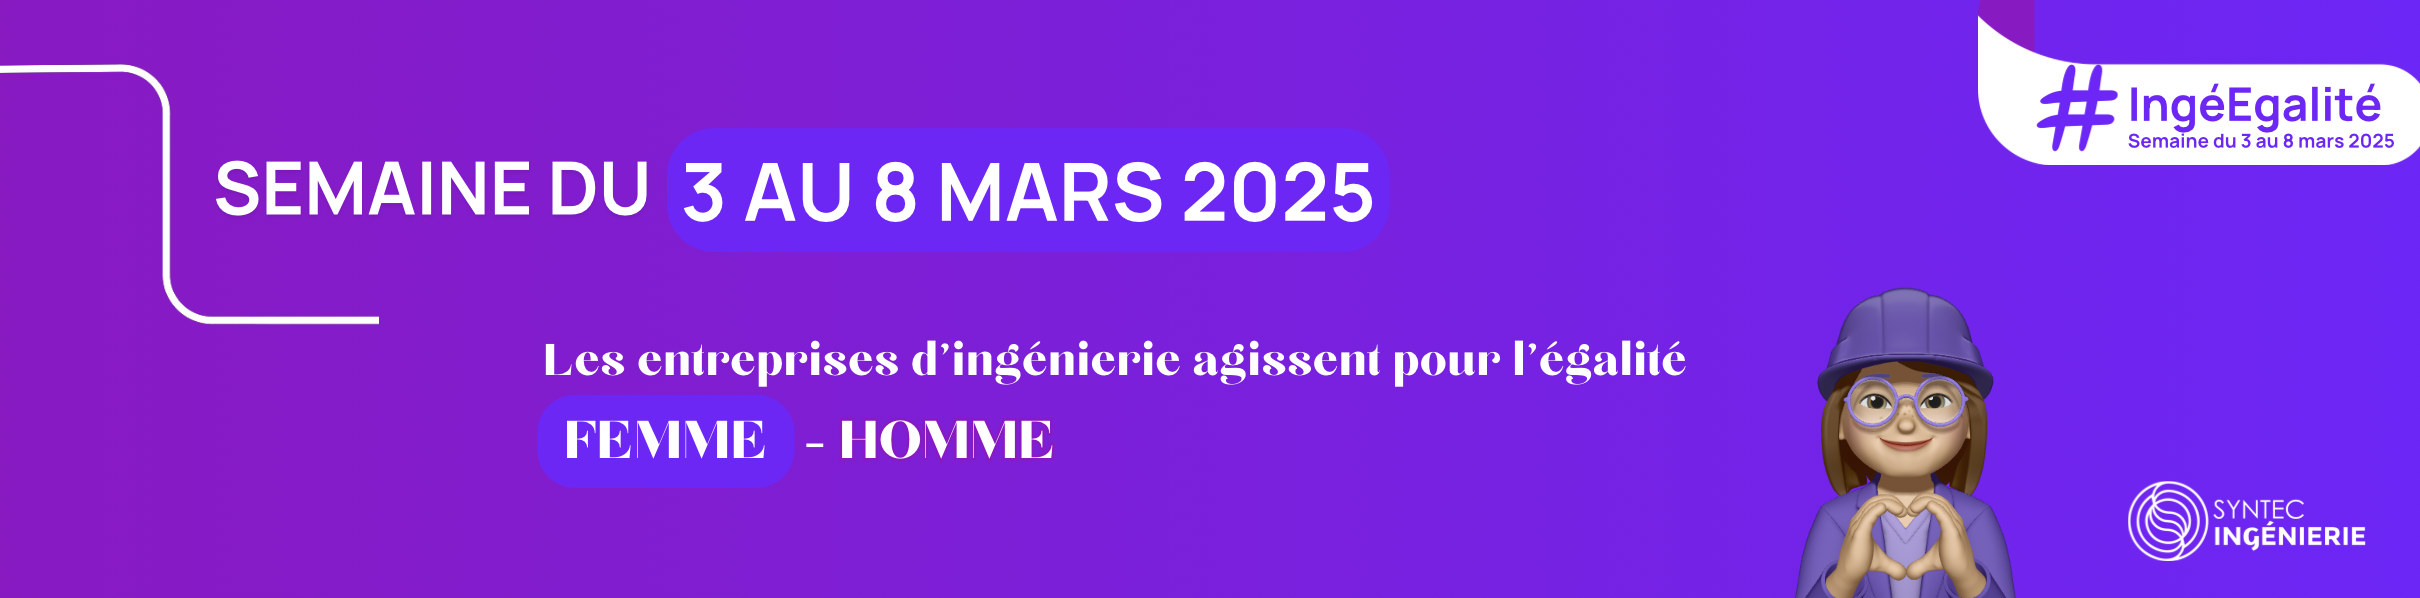 #IngéEgalité
Semaine du 3 au 8 mars 2025
SEMAINE DU 3 AU 8 MARS 2025
Les entreprises d'ingénierie agissent pour l'égalité
FEMME - HOMME
SYNTEC
INGÉNIERIE